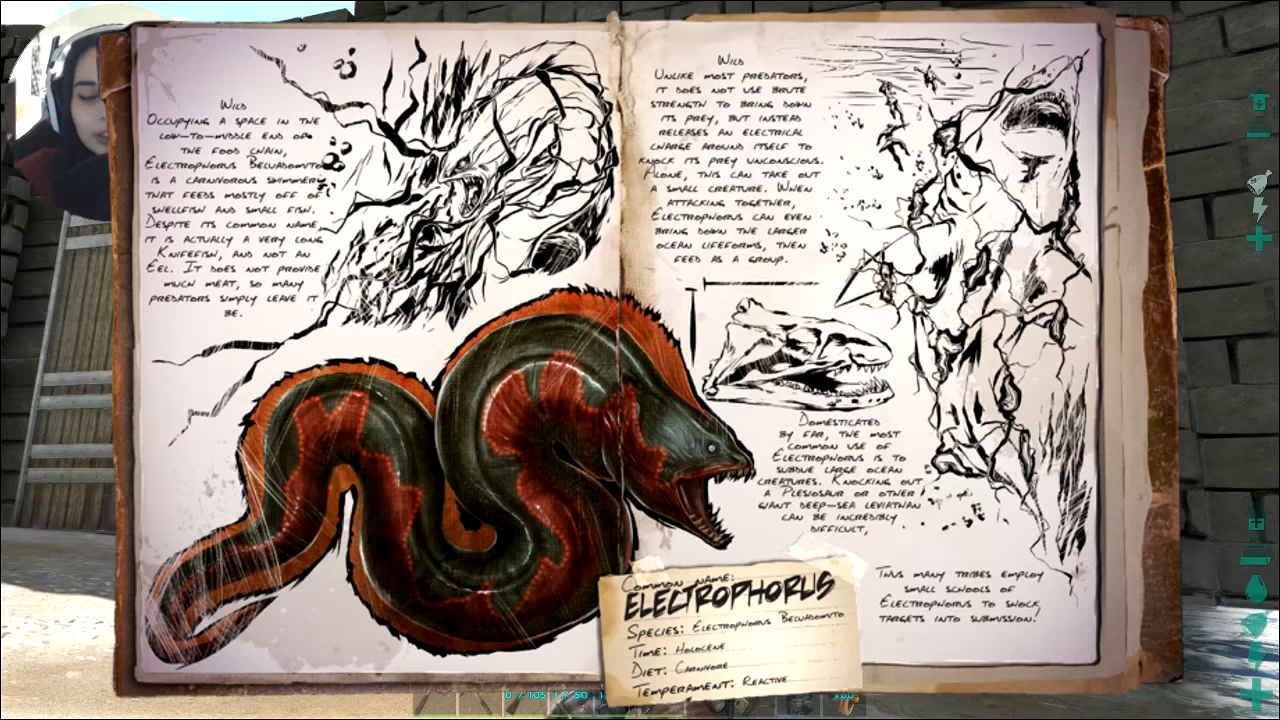 Wild
Occupying a space in the
low-to-middle end of
the food chain,
Electrophorus Beluadomito
is a carnivorous swimmer
that feeds mostly off of
shellfish and small fish.
Despite its common name,
it is actually a very long
Knifefish, and not an
Eel. It does not provide
much meat, so many
predators simply leave it
be.
Wild
Unlike most predators,
it does not use brute
strength to bring down
its prey, but instead
releases an electrical
charge around itself to
knock its prey unconscious.
Alone, this can take out
a small creature. When
attacking together,
Electrophorus can even
bring down the larger
ocean lifeforms, then
feed as a group.
Domesticated
By far, the most
common use of
Electrophorus is to
subdue large ocean
creatures. Knocking out
a Plesiosaur or other
giant deep-sea leviathan
can be incredibly
difficult,
Thus many tribes employ
small schools of
Electrophorus to shock
targets into submission.
Common name:
ELECTROPHORUS
Species: Electrophorus Beluadomito
Time: Holocene
Diet: Carnivore
Temperament: Reactive
0 / 105 1 / 50
x80